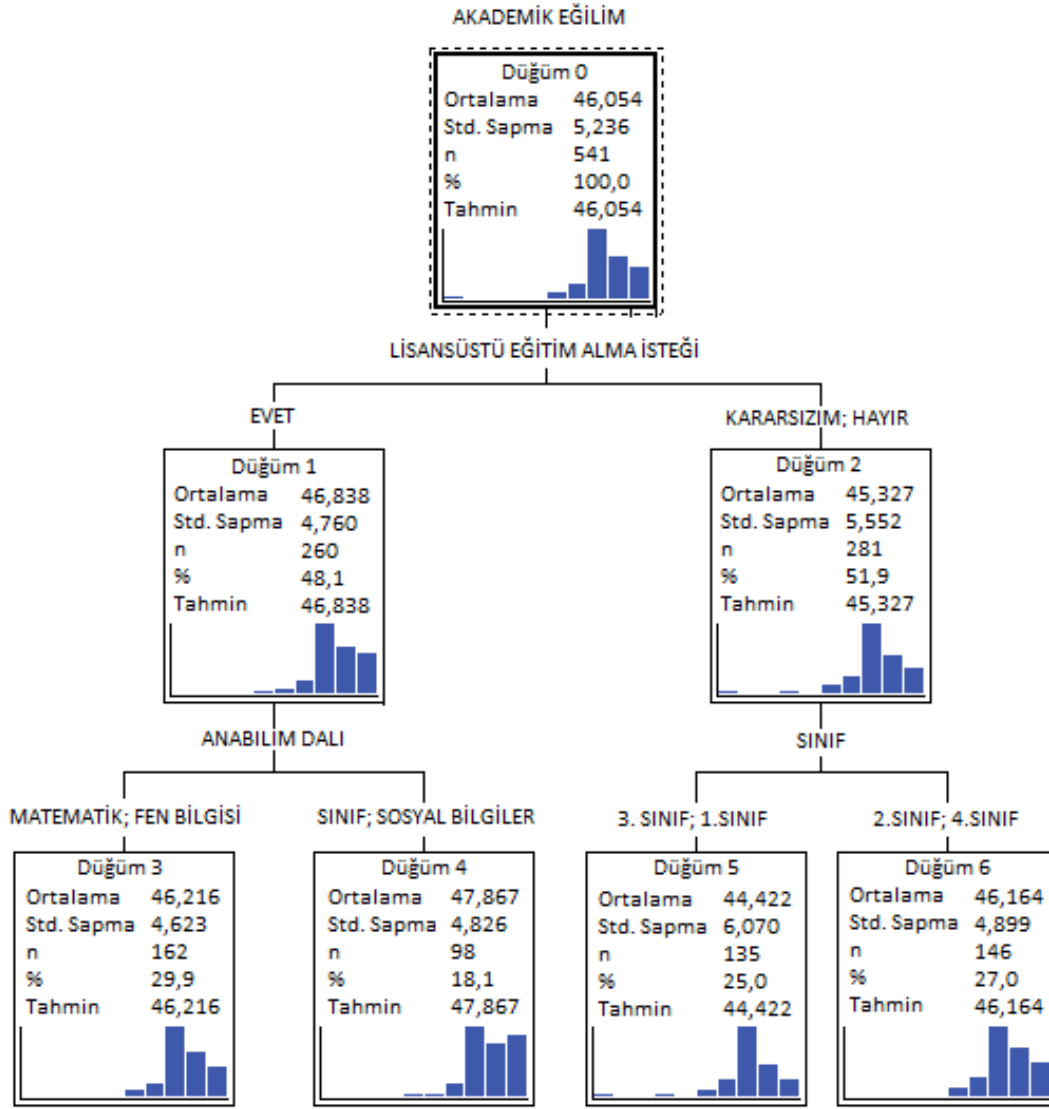 AKADEMİK EĞİLİM
Düğüm 0
Ortalama 46,054
Std. Sapma 5,236
n 541
% 100,0
Tahmin 46,054
LİSANSÜSTÜ EĞİTİM ALMA İSTEĞİ
EVET
Düğüm 1
Ortalama 46,838
Std. Sapma 4,760
n 260
% 48,1
Tahmin 46,838
KARARSIZIM; HAYIR
Düğüm 2
Ortalama 45,327
Std. Sapma 5,552
n 281
% 51,9
Tahmin 45,327
ANABILIM DALI
SINIF
MATEMATİK; FEN BİLGİSİ
Düğüm 3
Ortalama 46,216
Std. Sapma 4,623
n 162
% 29,9
Tahmin 46,216
SINIF; SOSYAL BİLGİLER
Düğüm 4
Ortalama 47,867
Std. Sapma 4,826
n 98
% 18,1
Tahmin 47,867
3. SINIF; 1.SINIF
Düğüm 5
Ortalama 44,422
Std. Sapma 6,070
n 135
% 25,0
Tahmin 44,422
2.SINIF; 4.SINIF
Düğüm 6
Ortalama 46,164
Std. Sapma 4,899
n 146
% 27,0
Tahmin 46,164